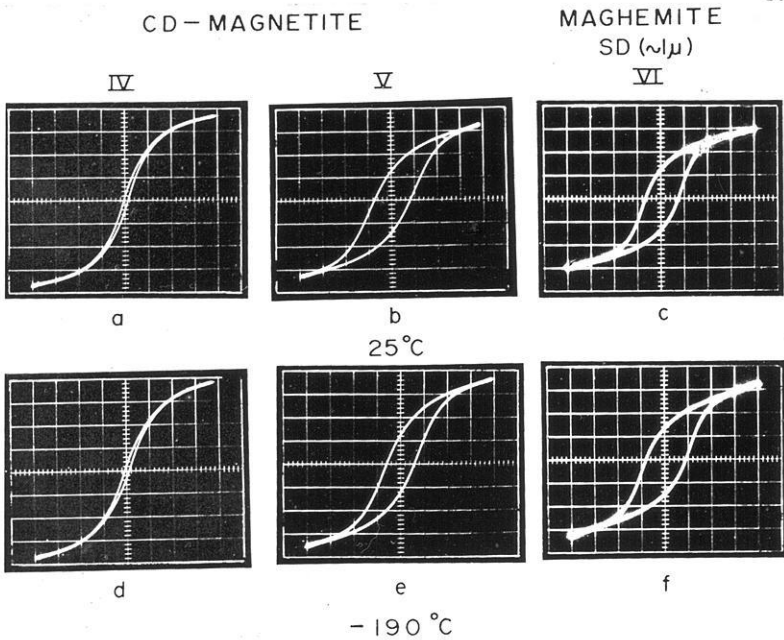 CD-MAGNETITE
MAGHEMITE
SD (~1μ)
IV
V
VI
a
b
c
25°C
d
e
f
-190°C